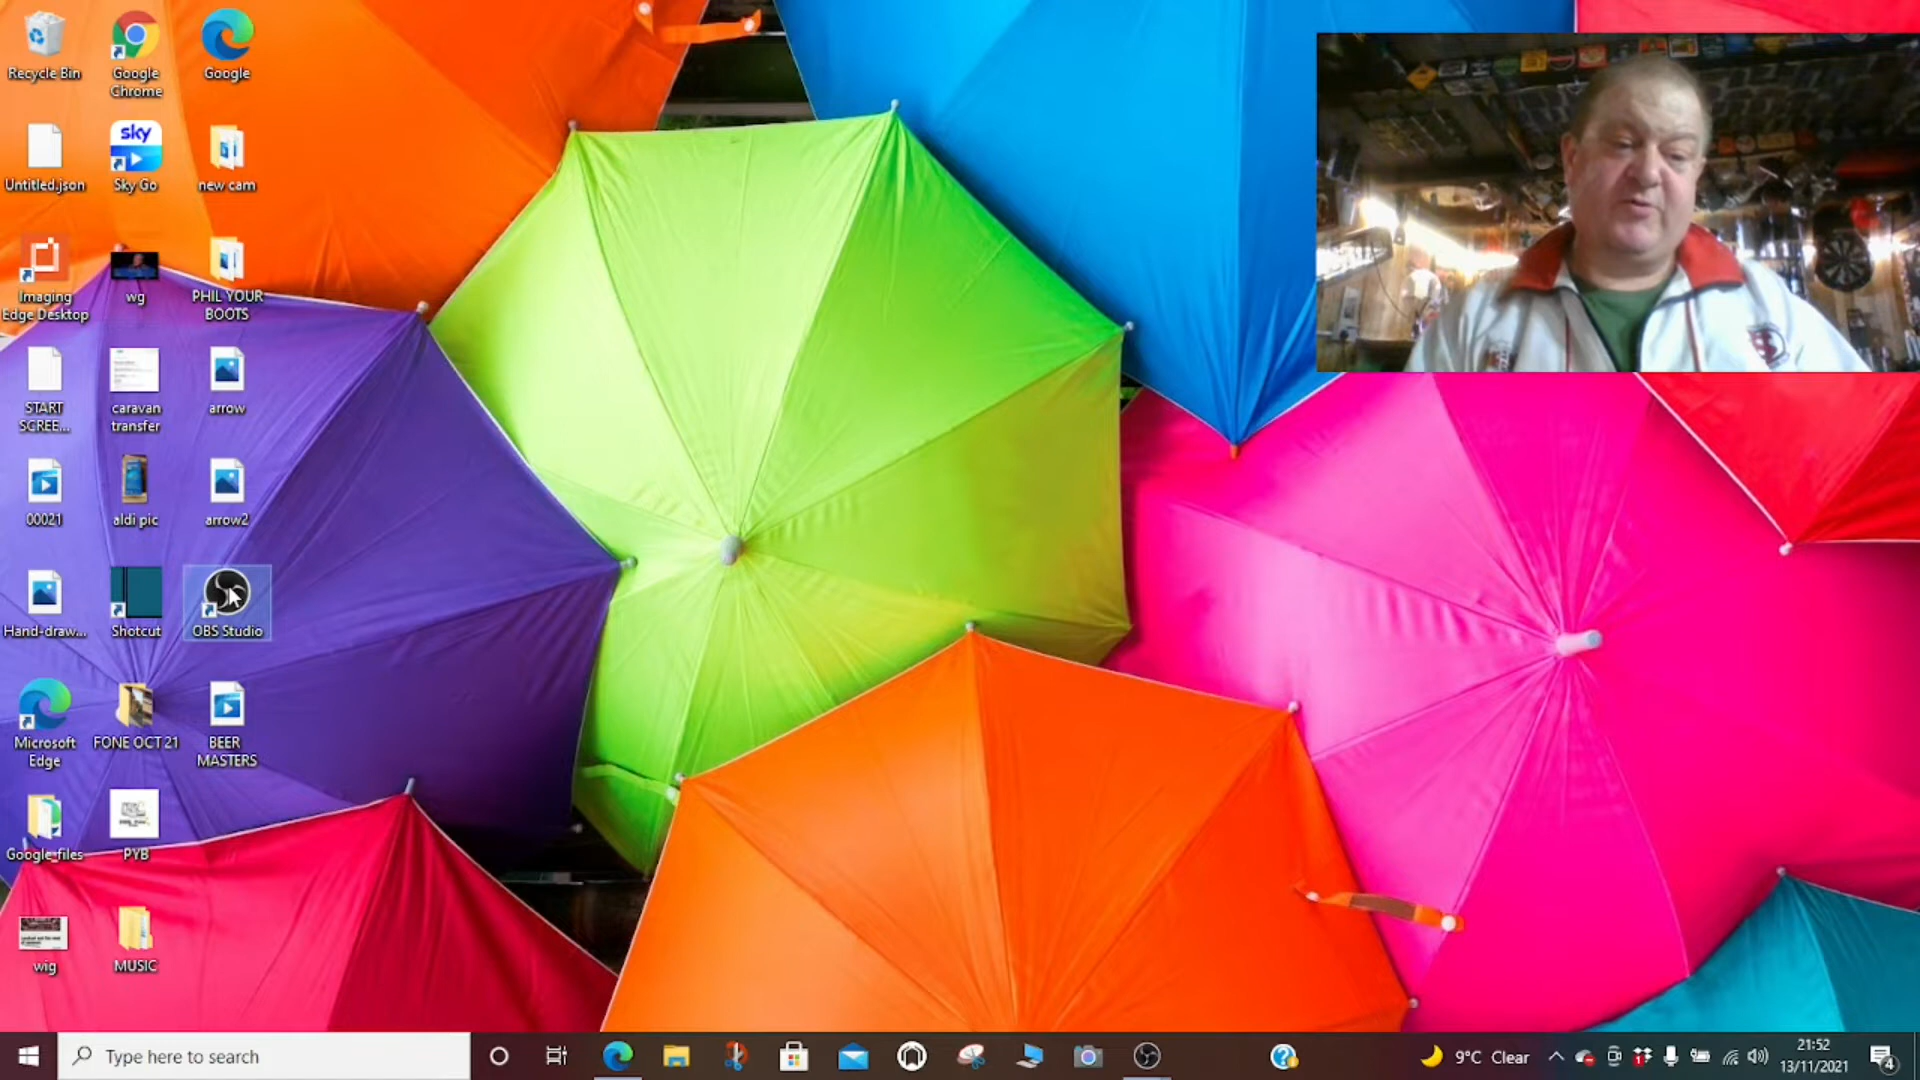 Recycle Bin
Google
Chrome
Google
Untitled.json
sky
Sky Go
new cam
Imaging
Edge Desktop
wg
PHIL YOUR
BOOTS
START
SCREE...
caravan
transfer
arrow
00021
aldi pic
arrow2
Hand-draw...
Shotcut
OBS Studio
Microsoft
Edge
FONE OCT 21
BEER
MASTERS
Google_files
PYB
wig
MUSIC
Type here to search
9°C Clear
21:52
13/11/2021
4